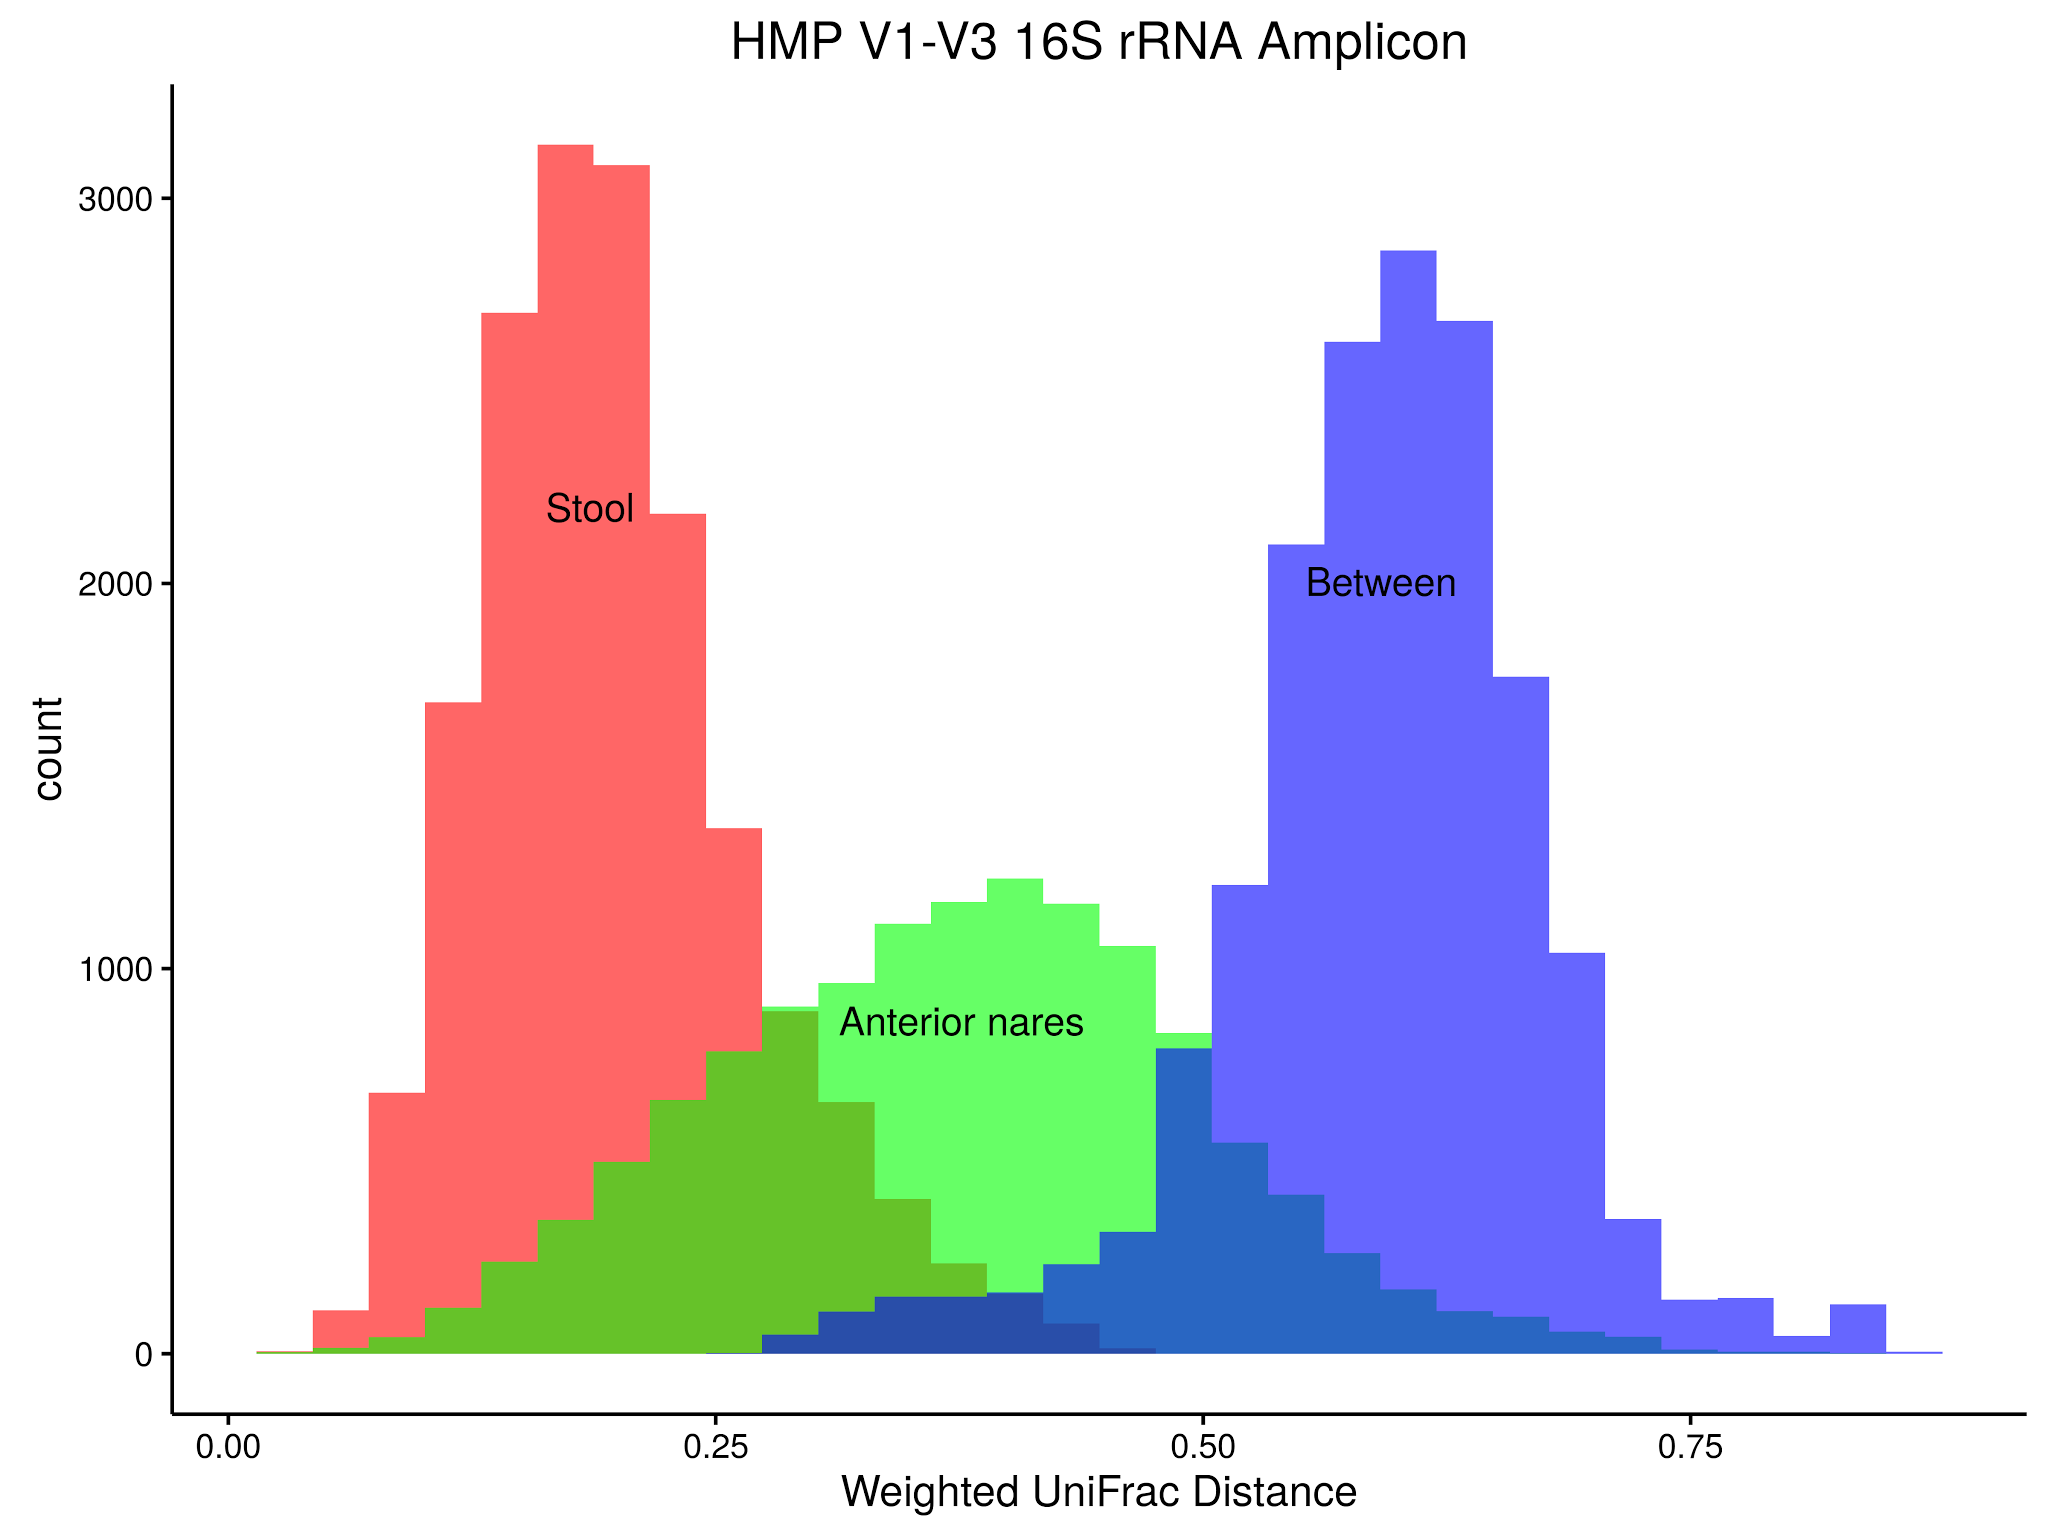 HMP V1-V3 16S rRNA Amplicon
3000
Stool
2000
Between
count
1000
Anterior nares
0
0.00 0.25 0.50 0.75
Weighted UniFrac Distance